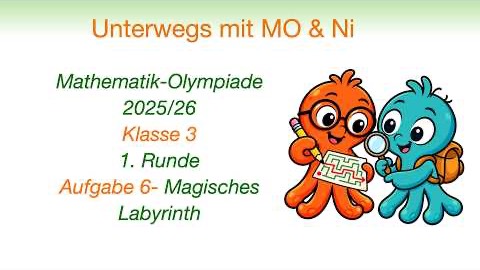 Unterwegs mit MO & Ni
Mathematik-Olympiade
2025/26
Klasse 3
1. Runde
Aufgabe 6- Magisches
Labyrinth